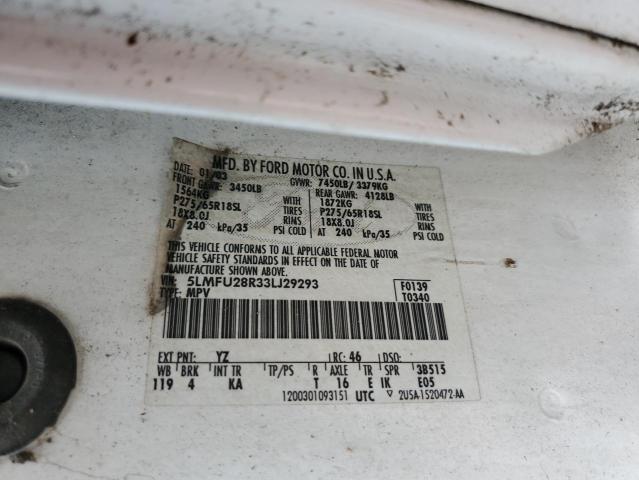 MFD. BY FORD MOTOR CO. IN U.S.A.
DATE: 01/03 GVWR: 7450LB/ 3379KG
FRONT GAWR: 3450LB REAR GAWR: 4128LB
1564KG WITH 1872KG WITH
P275/65R18SL TIRES P275/65R18SL TIRES
18X8.0J RIMS 18X8.0J RIMS
AT 240 kPa/35 PSI COLD AT 240 kPa/35 PSI COLD
THIS VEHICLE CONFORMS TO ALL APPLICABLE FEDERAL MOTOR
VEHICLE SAFETY STANDARDS IN EFFECT ON THE DATE OF
MANUFACTURE SHOWN ABOVE.
VIN: 5LMFU28R33LJ29293 F0139
TYPE: MPV T0340
EXT PNT: YZ RC: 46 DSO:
WB BRK INT TR TP/PS R AXLE TR SPR 3B515
119 4 KA T 16 E IK E05
1200301093151 UTC 2U5A-1520472-AA